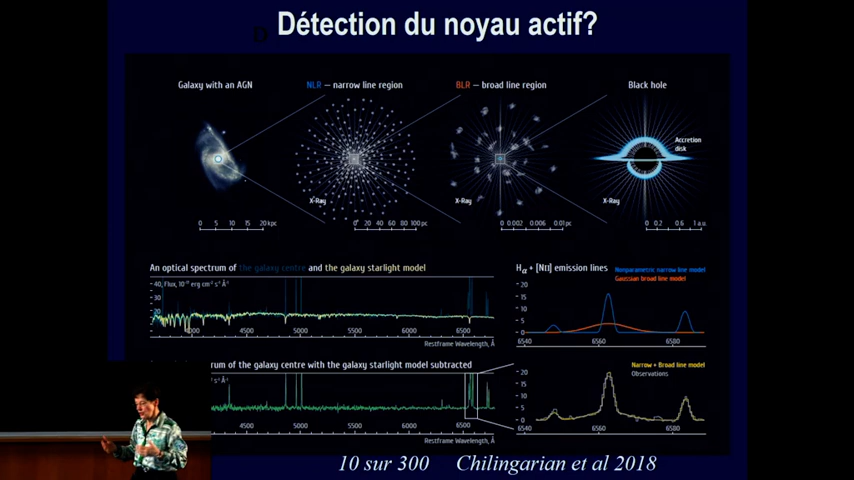 Détection du noyau actif?
Galaxy with an AGN
NLR — narrow line region
BLR — broad line region
Black hole
Accretion
disk
X-Ray
X-Ray
X-Ray
0 5 10 15 20 kpc
0 20 40 60 80 100 pc
0 0.002 0.006 0.01 pc
0 0.2 0.6 1 a.u.
An optical spectrum of the galaxy centre and the galaxy starlight model
40, Flux, 10⁻¹⁷ erg cm⁻² s⁻¹ Å⁻¹
30
20
4000 4500 5000 5500 6000 6500
Restframe Wavelength, Å
Hα + [NII] emission lines
Nonparametric narrow line model
Gaussian broad line model
20
15
10
5
0
6540 6560 6580
spectrum of the galaxy centre with the galaxy starlight model subtracted
s⁻¹ Å⁻¹
4500 5000 5500 6000 6500
Restframe Wavelength, Å
Narrow + Broad line model
Observations
20
15
10
5
0
6540 6560 6580
10 sur 300 Chilingarian et al 2018